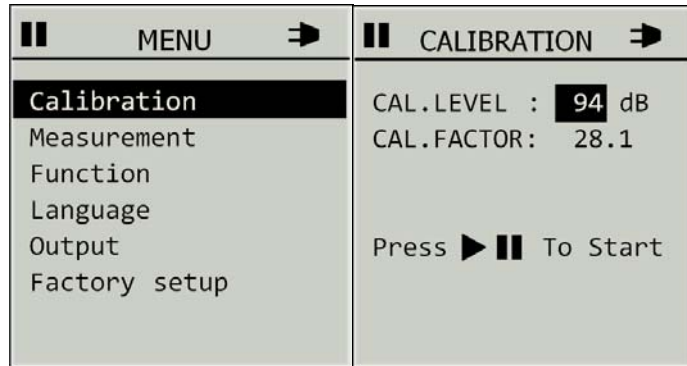 MENU
Calibration
Measurement
Function
Language
Output
Factory setup
CALIBRATION
CAL.LEVEL : 94 dB
CAL.FACTOR: 28.1
Press To Start